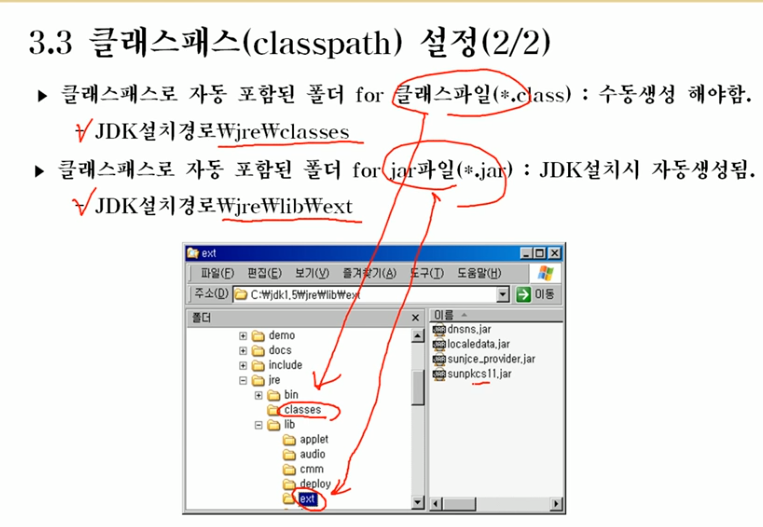 3.3 클래스패스(classpath) 설정(2/2)
▶ 클래스패스로 자동 포함된 폴더 for 클래스파일(*.class) : 수동생성 해야함.
- JDK설치경로₩jre₩classes
▶ 클래스패스로 자동 포함된 폴더 for jar파일(*.jar) : JDK설치시 자동생성됨.
- JDK설치경로₩jre₩lib₩ext
ext
파일(F) 편집(E) 보기(V) 즐겨찾기(A) 도구(T) 도움말(H)
주소(D) C:₩jdk1.5₩jre₩lib₩ext 이동
폴더
demo
docs
include
jre
bin
classes
lib
applet
audio
cmm
deploy
ext
이름
dnsns.jar
localedata.jar
sunjce_provider.jar
sunpkcs11.jar